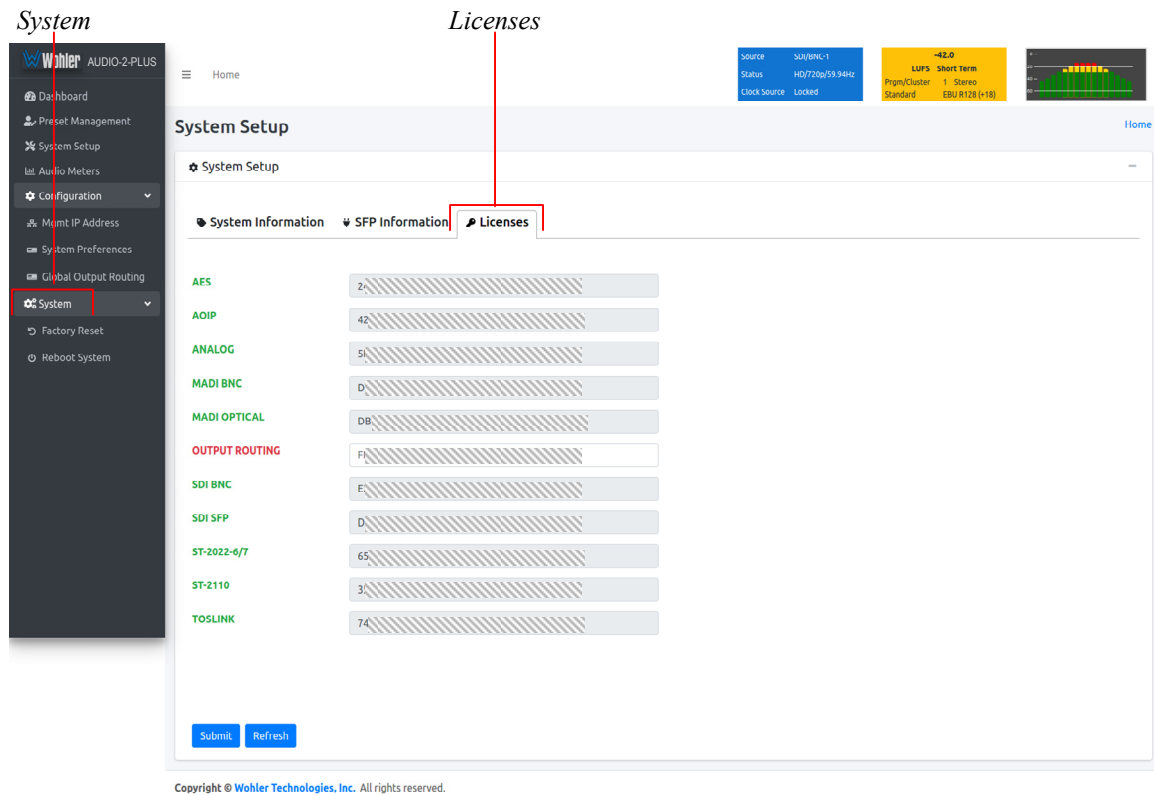 System
Licenses
Wohler AUDIO-2-PLUS
Dashboard
Preset Management
System Setup
Audio Meters
Configuration
Mgmt IP Address
System Preferences
Global Output Routing
System
Factory Reset
Reboot System
Home
Source SDI/BNC-1
Status HD/720p/59.94Hz
Clock Source Locked
-42.0
LUFS Short Term
Prgm/Cluster 1 Stereo
Standard EBU R128 (+18)
System Setup
Home
System Setup
System Information
SFP Information
Licenses
AES
AOIP 42
ANALOG
MADI BNC D
MADI OPTICAL DB
OUTPUT ROUTING
SDI BNC
SDI SFP D
ST-2022-6/7 65
ST-2110
TOSLINK 74
Submit Refresh
Copyright © Wohler Technologies, Inc. All rights reserved.